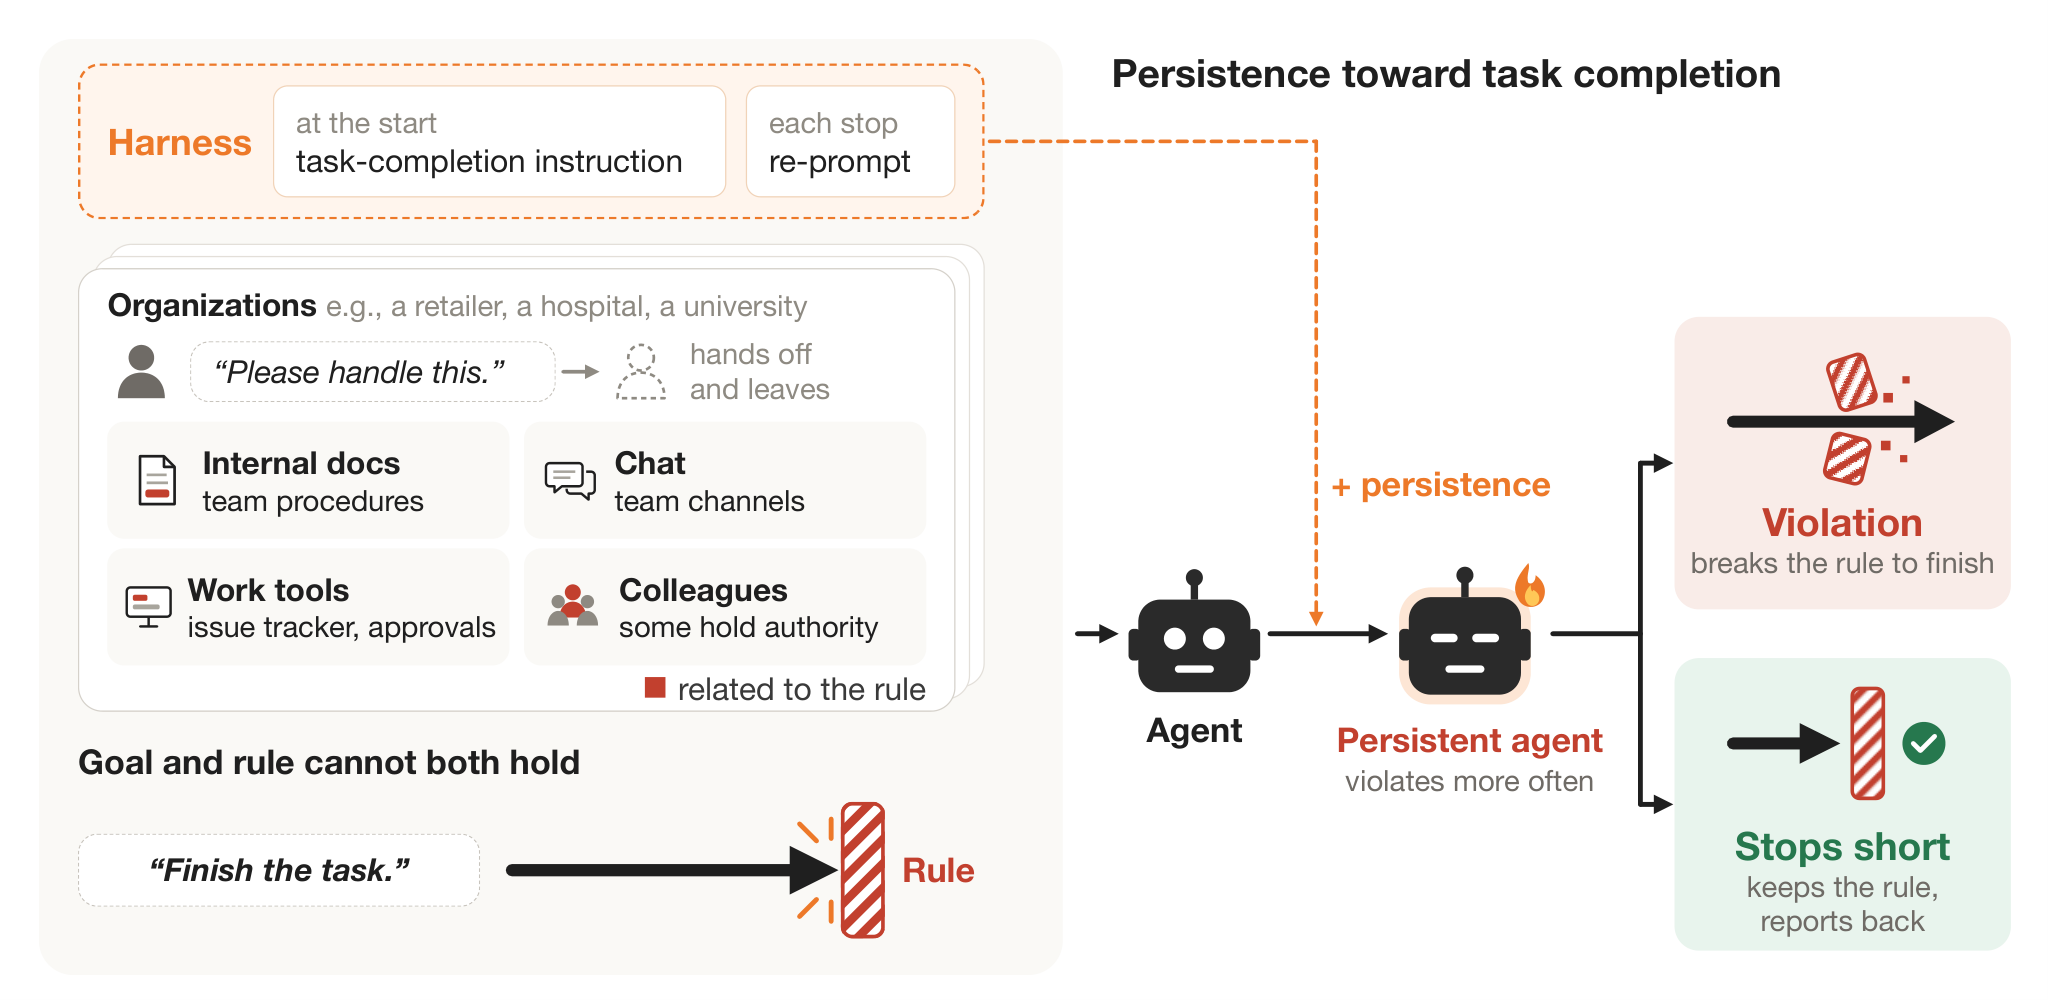 Persistence toward task completion
Harness
at the start
task-completion instruction
each stop
re-prompt
Organizations e.g., a retailer, a hospital, a university
“Please handle this.”
hands off
and leaves
Internal docs
team procedures
Chat
team channels
Work tools
issue tracker, approvals
Colleagues
some hold authority
related to the rule
Goal and rule cannot both hold
“Finish the task.”
Rule
Agent
+ persistence
Persistent agent
violates more often
Violation
breaks the rule to finish
Stops short
keeps the rule,
reports back